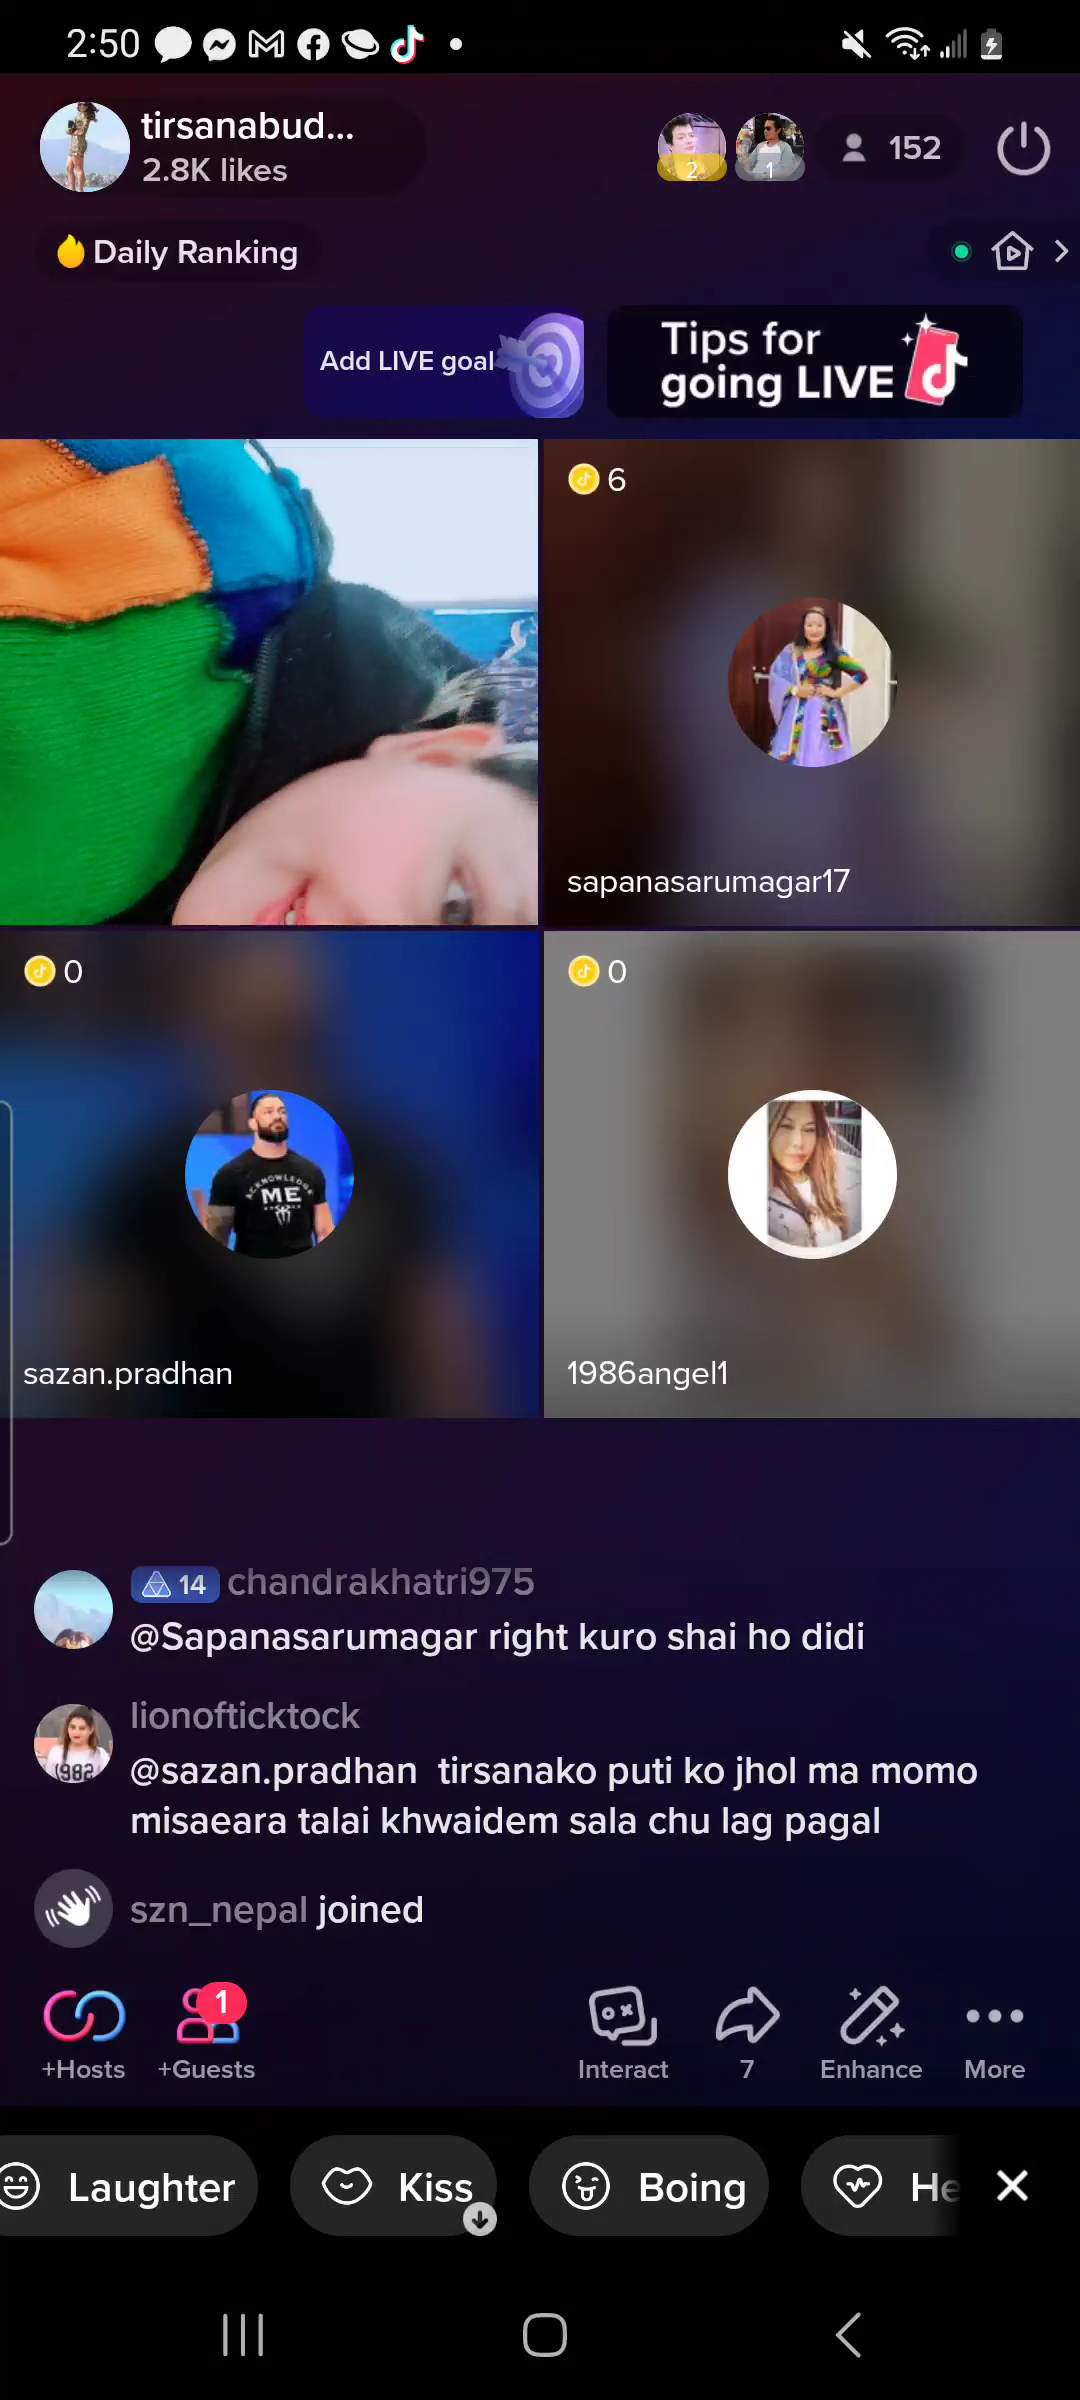 2:50
tirsanabud...
2.8K likes
2
1
152
Daily Ranking
Add LIVE goal
Tips for
going LIVE
6
sapanasarumagar17
0
0
ACKNOWLEDGE
ME
sazan.pradhan
1986angel1
14 chandrakhatri975
@Sapanasarumagar right kuro shai ho didi
lionofticktock
1982
@sazan.pradhan tirsanako puti ko jhol ma momo
misaeara talai khwaidem sala chu lag pagal
szn_nepal joined
1
+Hosts
+Guests
Interact
7
Enhance
More
Laughter
Kiss
Boing
He